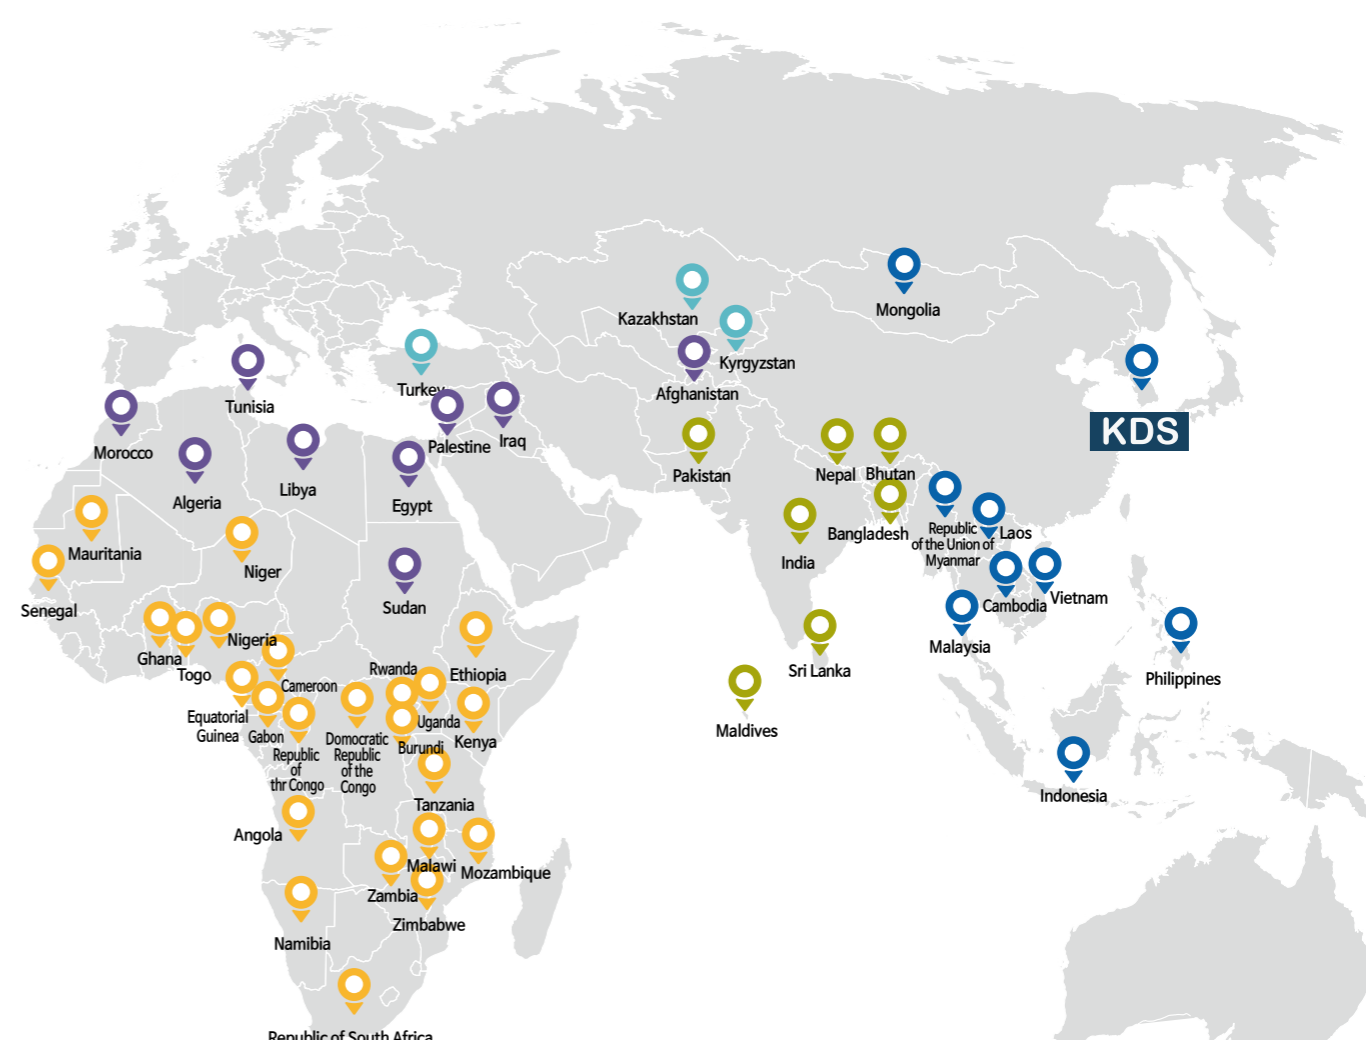 Mongolia
Kazakhstan
Kyrgyzstan
Turkey
Afghanistan
Tunisia
KDS
Palestine
Iraq
Morocco
Pakistan
Nepal
Bhutan
Libya
Algeria
Egypt
Bangladesh
Republic
of the Union of
Myanmar
Laos
Mauritania
India
Niger
Senegal
Sudan
Cambodia
Vietnam
Nigeria
Malaysia
Ghana
Togo
Rwanda
Ethiopia
Sri Lanka
Philippines
Cameroon
Equatorial
Guinea
Gabon
Uganda
Maldives
Republic
of
thr Congo
Domocratic
Republic
of the
Congo
Burundi
Kenya
Indonesia
Tanzania
Angola
Malawi
Mozambique
Zambia
Zimbabwe
Namibia
Republic of South Africa